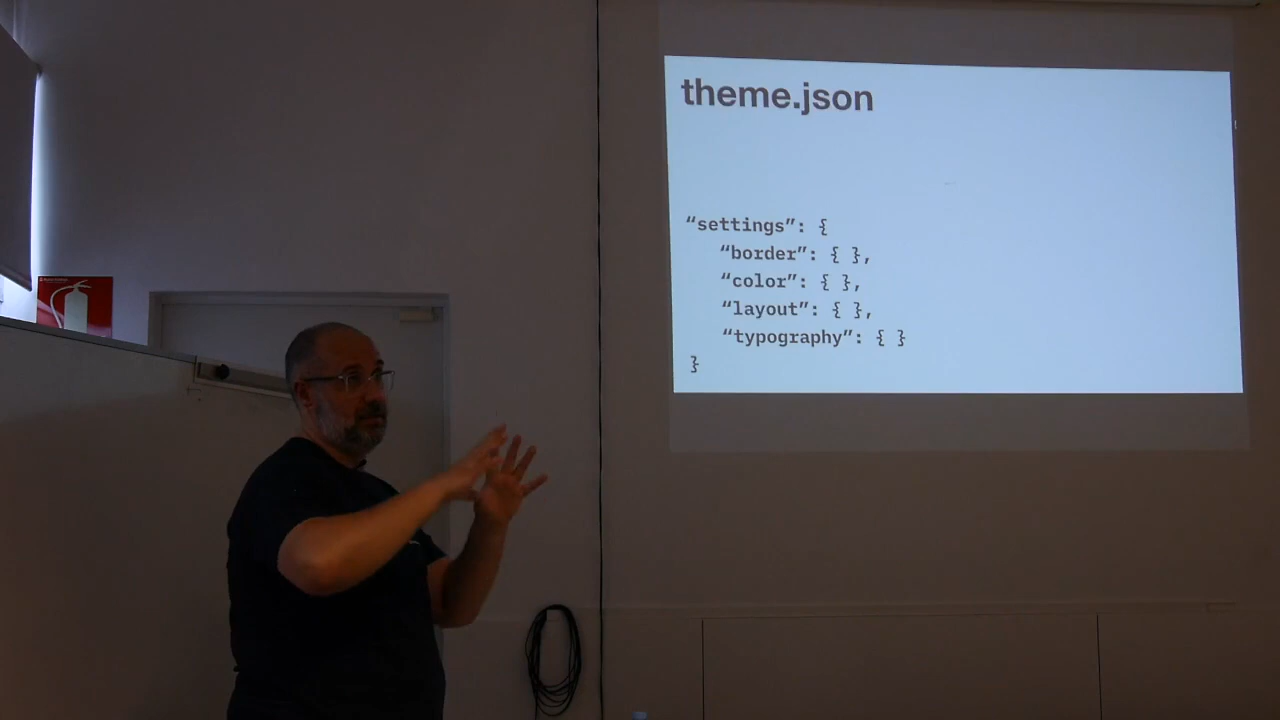 theme.json
“settings”: {
“border”: { },
“color”: { },
“layout”: { },
“typography”: { }
}